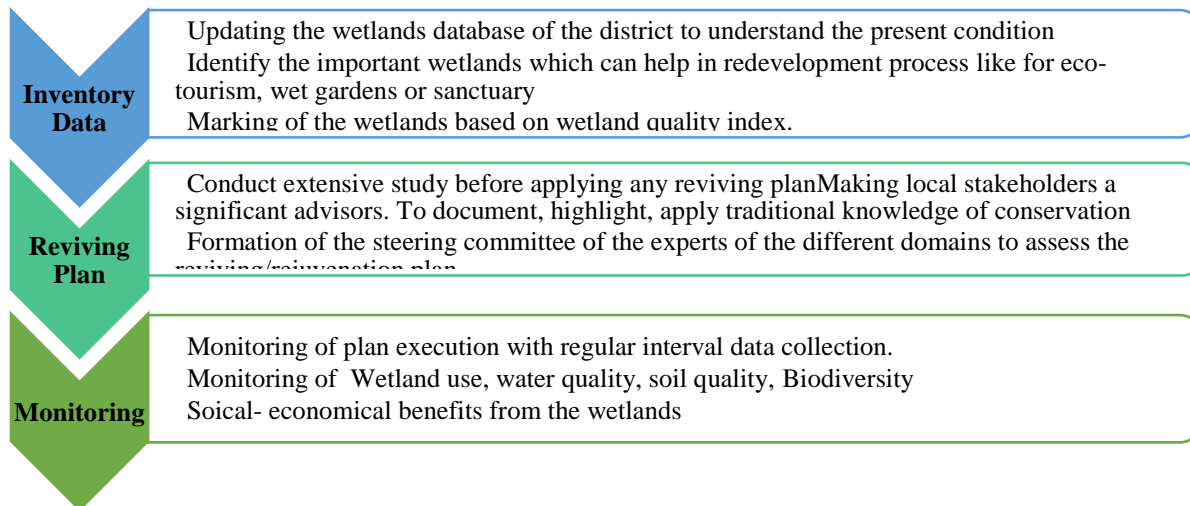 Inventory
Data
Updating the wetlands database of the district to understand the present condition
Identify the important wetlands which can help in redevelopment process like for eco-
tourism, wet gardens or sanctuary
Marking of the wetlands based on wetland quality index.
Reviving
Plan
Conduct extensive study before applying any reviving planMaking local stakeholders a
significant advisors. To document, highlight, apply traditional knowledge of conservation
Formation of the steering committee of the experts of the different domains to assess the
reviving/rejuvenation plan
Monitoring
Monitoring of plan execution with regular interval data collection.
Monitoring of Wetland use, water quality, soil quality, Biodiversity
Soical- economical benefits from the wetlands